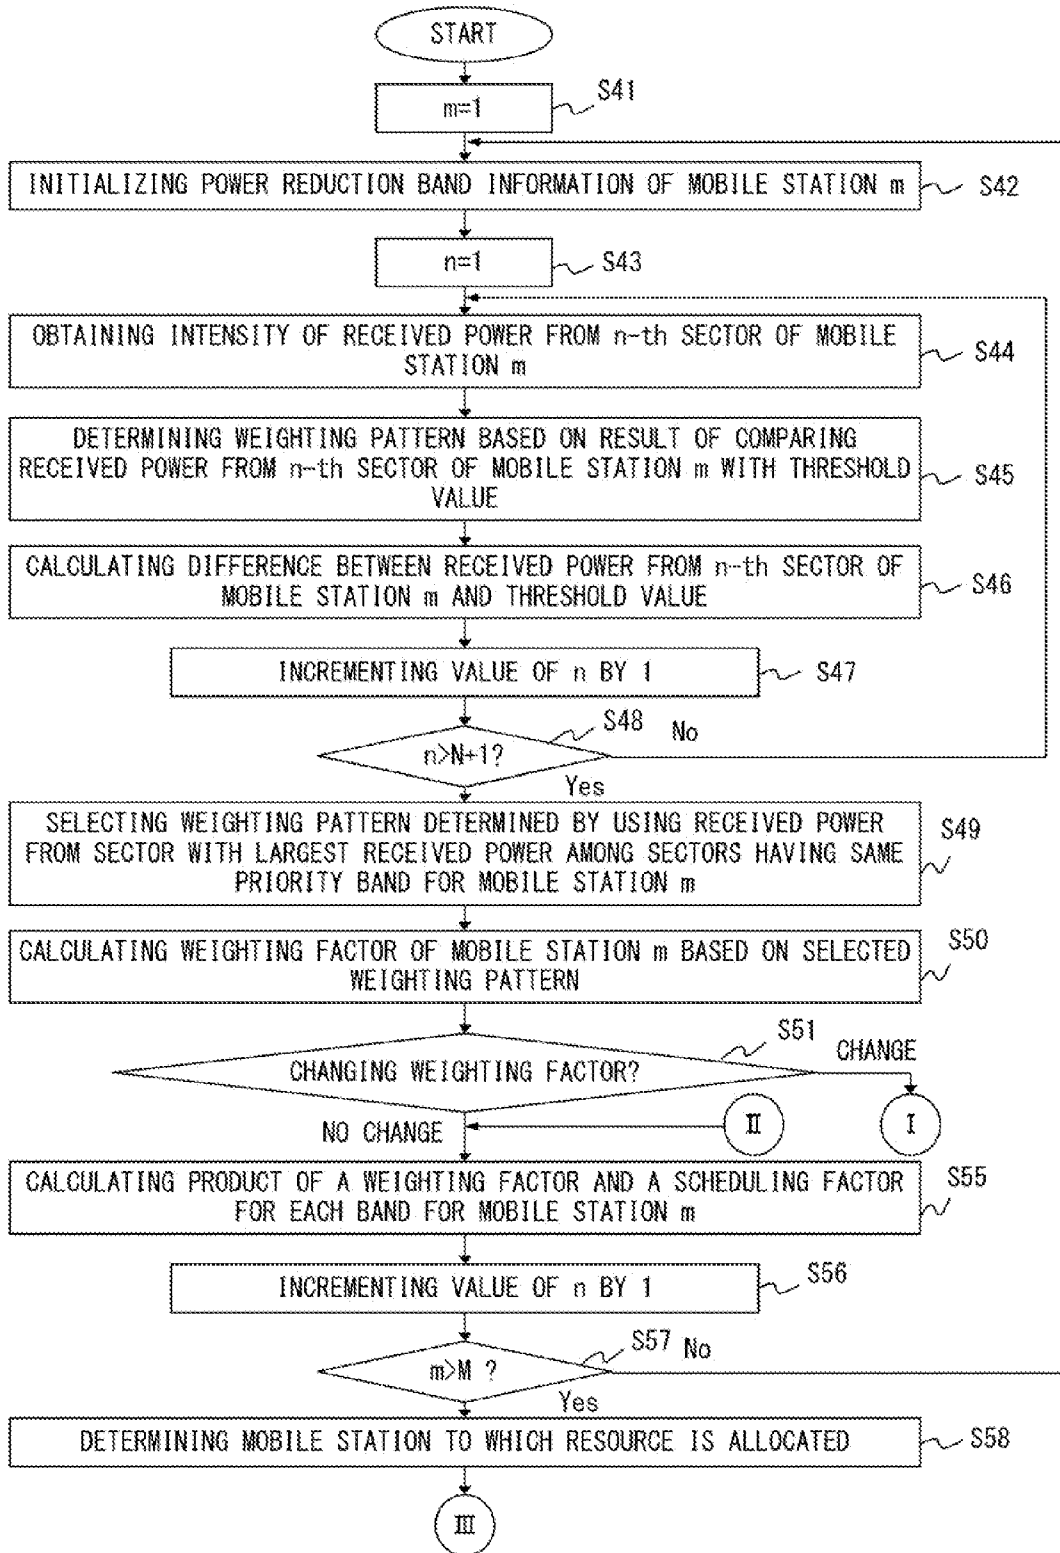 START
m=1
S41
INITIALIZING POWER REDUCTION BAND INFORMATION OF MOBILE STATION m
S42
n=1
S43
OBTAINING INTENSITY OF RECEIVED POWER FROM n-th SECTOR OF MOBILE
STATION m
S44
DETERMINING WEIGHTING PATTERN BASED ON RESULT OF COMPARING
RECEIVED POWER FROM n-th SECTOR OF MOBILE STATION m WITH THRESHOLD
VALUE
S45
CALCULATING DIFFERENCE BETWEEN RECEIVED POWER FROM n-th SECTOR OF
MOBILE STATION m AND THRESHOLD VALUE
S46
INCREMENTING VALUE OF n BY 1
S47
n>N+1?
S48
No
Yes
SELECTING WEIGHTING PATTERN DETERMINED BY USING RECEIVED POWER
FROM SECTOR WITH LARGEST RECEIVED POWER AMONG SECTORS HAVING SAME
PRIORITY BAND FOR MOBILE STATION m
S49
CALCULATING WEIGHTING FACTOR OF MOBILE STATION m BASED ON SELECTED
WEIGHTING PATTERN
S50
CHANGING WEIGHTING FACTOR?
S51
CHANGE
NO CHANGE
II
I
CALCULATING PRODUCT OF A WEIGHTING FACTOR AND A SCHEDULING FACTOR
FOR EACH BAND FOR MOBILE STATION m
S55
INCREMENTING VALUE OF n BY 1
S56
m>M ?
S57
No
Yes
DETERMINING MOBILE STATION TO WHICH RESOURCE IS ALLOCATED
S58
III